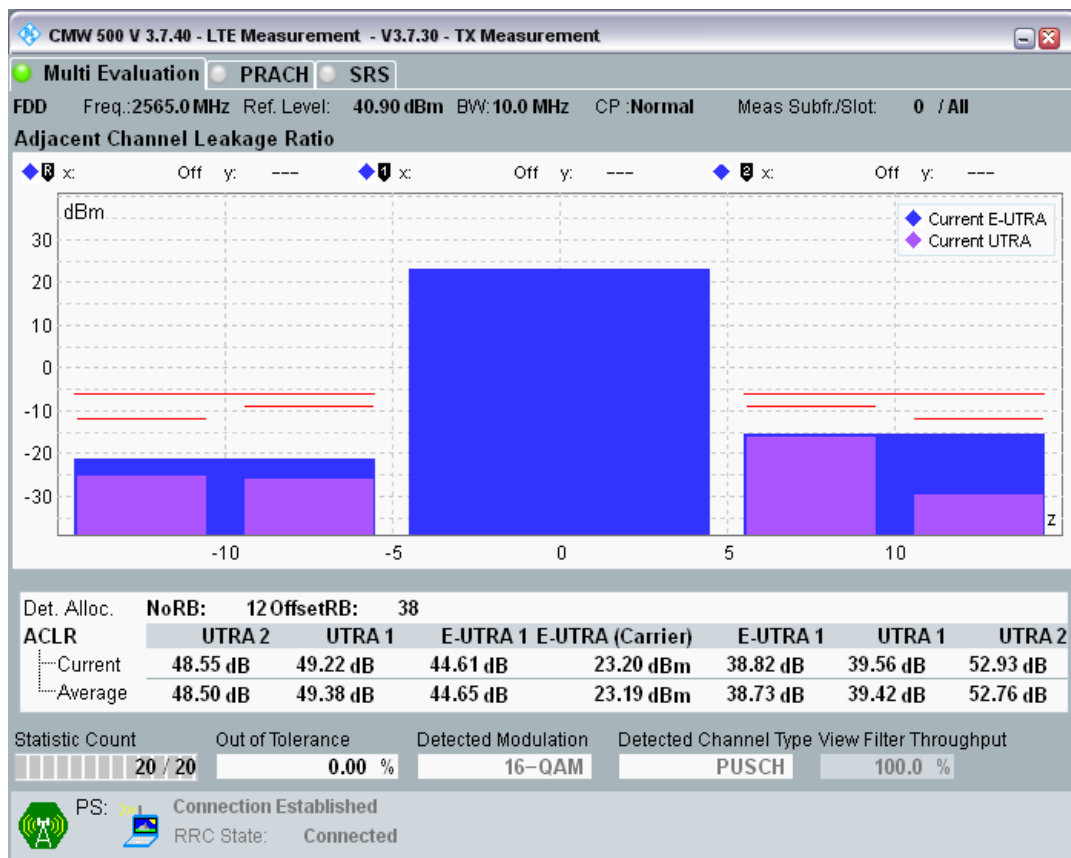 CMW 500 V 3.7.40 - LTE Measurement - V3.7.30 - TX Measurement
Multi Evaluation PRACH SRS
FDD Freq.:2565.0 MHz Ref. Level: 40.90 dBm BW: 10.0 MHz CP :Normal Meas Subfr./Slot: 0 / All
Adjacent Channel Leakage Ratio
R x: Off y: --- 1 x: Off y: --- 2 x: Off y: ---
dBm
Current E-UTRA
Current UTRA
30
20
10
0
-10
-20
-30
z
-10 -5 0 5 10
Det. Alloc. NoRB: 12 OffsetRB: 38
ACLR UTRA 2 UTRA 1 E-UTRA 1 E-UTRA (Carrier) E-UTRA 1 UTRA 1 UTRA 2
Current 48.55 dB 49.22 dB 44.61 dB 23.20 dBm 38.82 dB 39.56 dB 52.93 dB
Average 48.50 dB 49.38 dB 44.65 dB 23.19 dBm 38.73 dB 39.42 dB 52.76 dB
Statistic Count Out of Tolerance Detected Modulation Detected Channel Type View Filter Throughput
20 / 20 0.00 % 16-QAM PUSCH 100.0 %
PS: Connection Established
RRC State: Connected